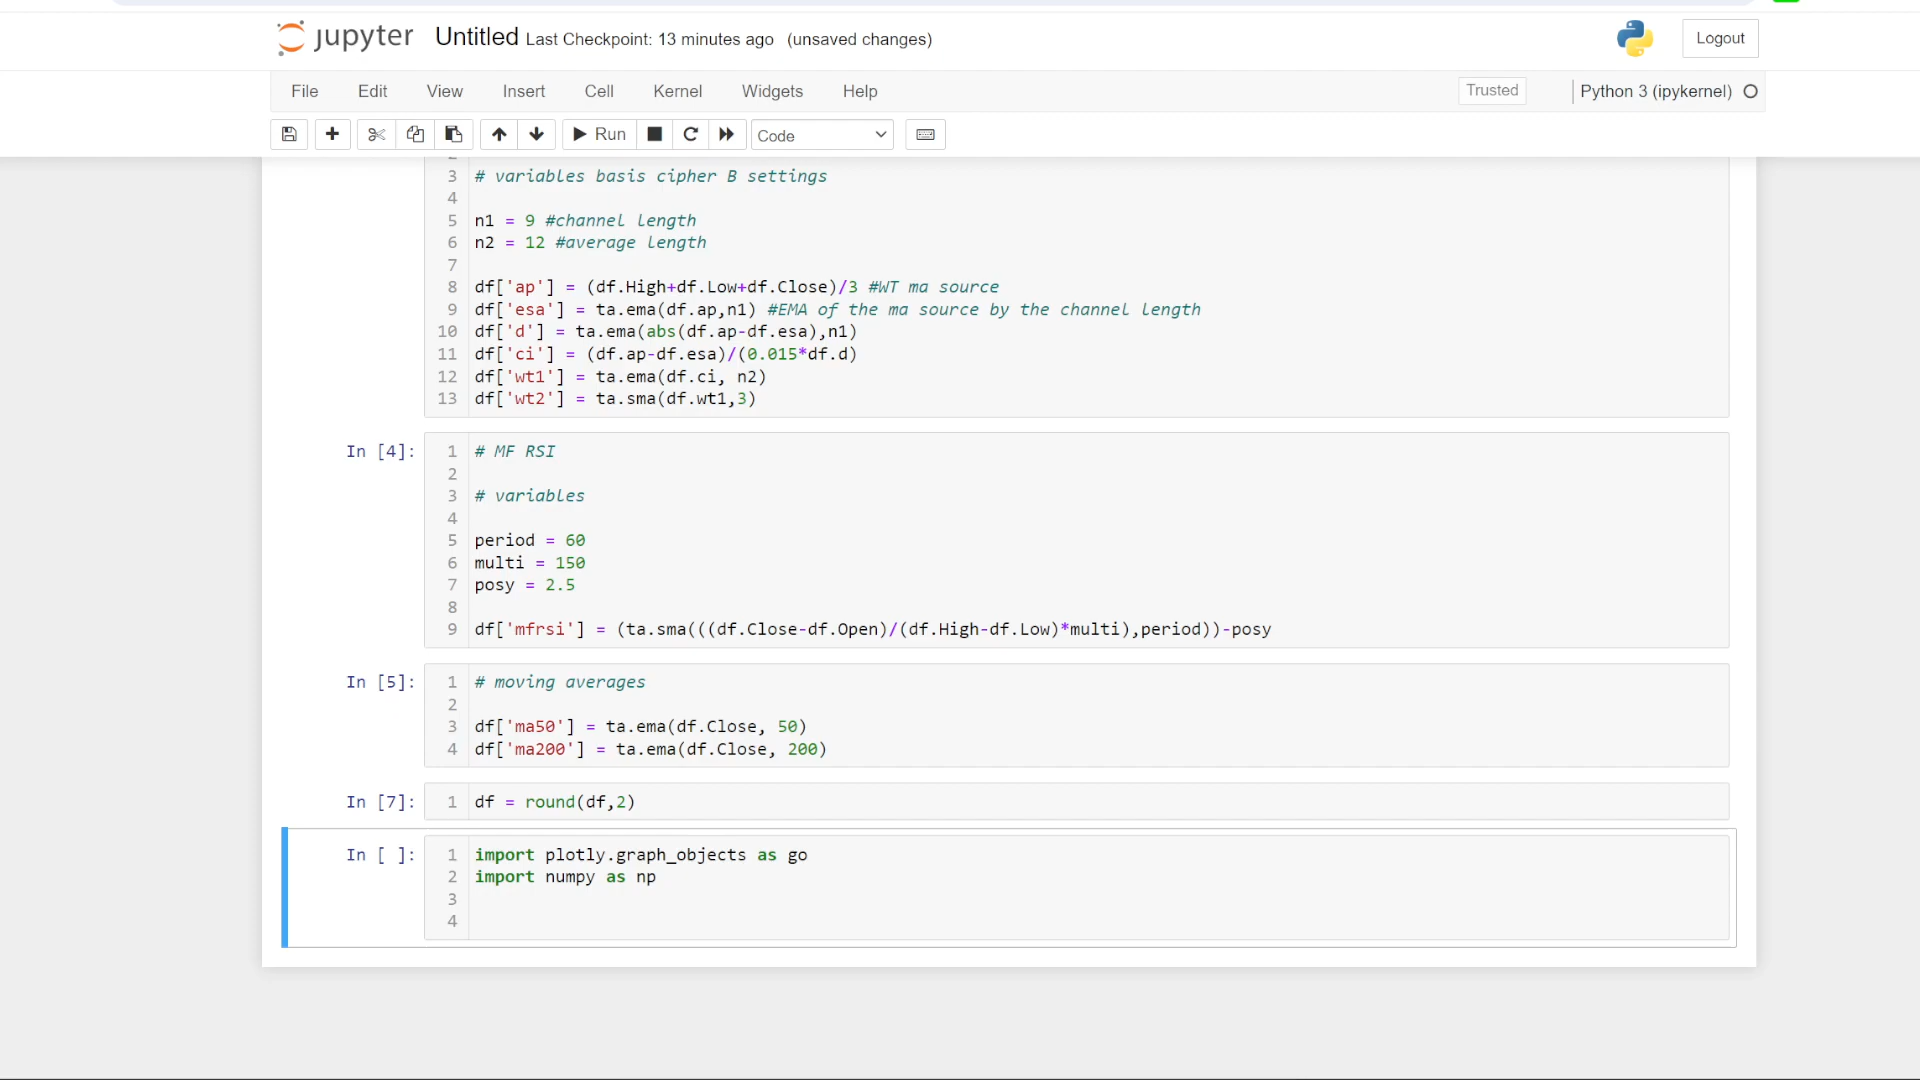 jupyter Untitled Last Checkpoint: 13 minutes ago (unsaved changes) Logout
File Edit View Insert Cell Kernel Widgets Help Trusted Python 3 (ipykernel)
Run Code
3 # variables basis cipher B settings
4
5 n1 = 9 #channel length
6 n2 = 12 #average length
7
8 df['ap'] = (df.High+df.Low+df.Close)/3 #WT ma source
9 df['esa'] = ta.ema(df.ap,n1) #EMA of the ma source by the channel length
10 df['d'] = ta.ema(abs(df.ap-df.esa),n1)
11 df['ci'] = (df.ap-df.esa)/(0.015*df.d)
12 df['wt1'] = ta.ema(df.ci, n2)
13 df['wt2'] = ta.sma(df.wt1,3)
In [4]: 1 # MF RSI
2
3 # variables
4
5 period = 60
6 multi = 150
7 posy = 2.5
8
9 df['mfrsi'] = (ta.sma(((df.Close-df.Open)/(df.High-df.Low)*multi),period))-posy
In [5]: 1 # moving averages
2
3 df['ma50'] = ta.ema(df.Close, 50)
4 df['ma200'] = ta.ema(df.Close, 200)
In [7]: 1 df = round(df,2)
In [ ]: 1 import plotly.graph_objects as go
2 import numpy as np
3
4